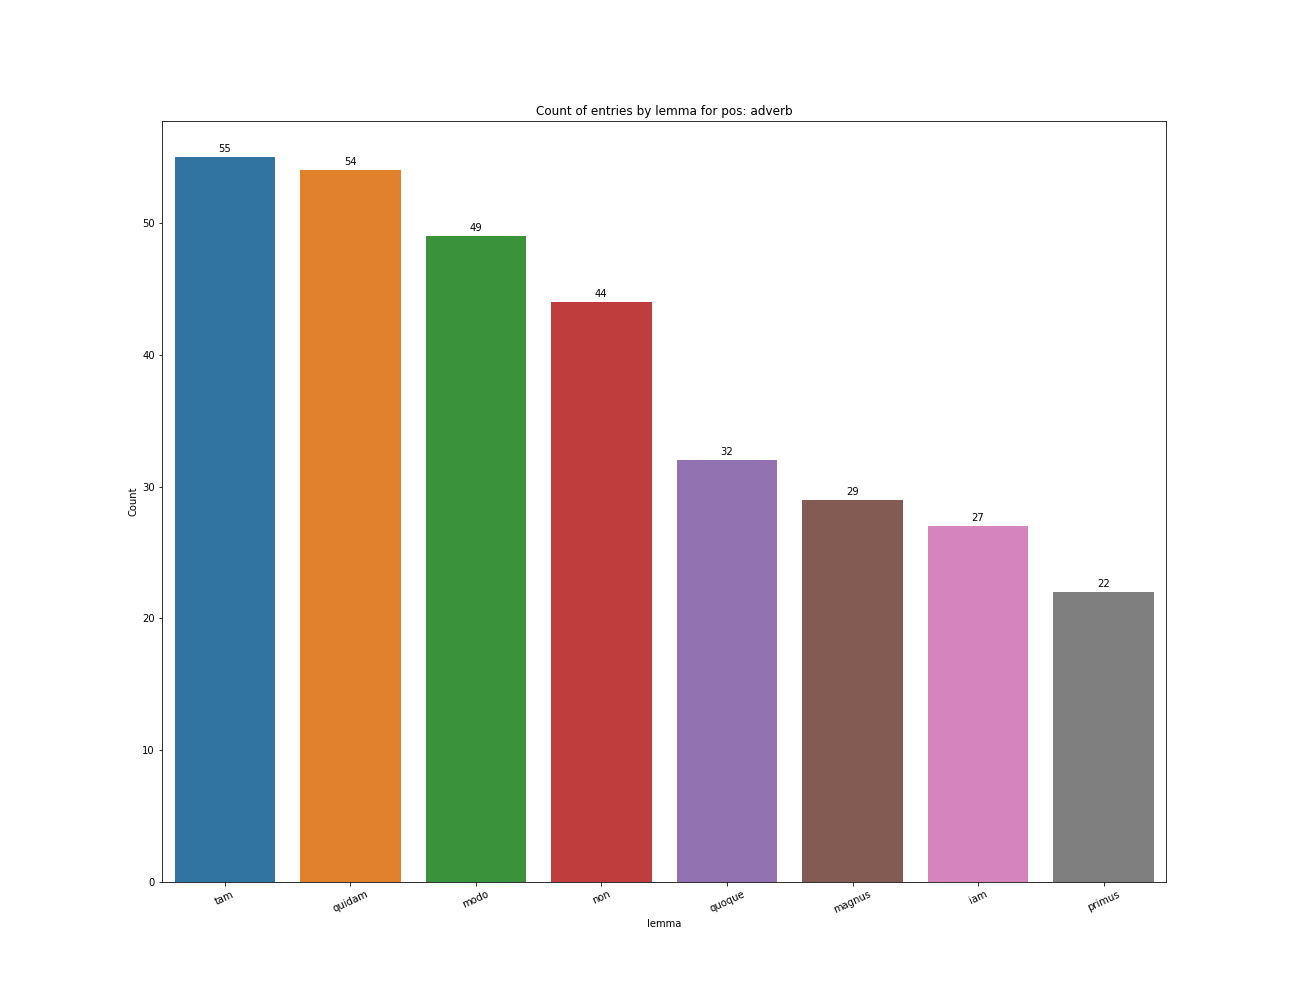 Count of entries by lemma for pos: adverb
55
54
49
44
32
29
27
22
50
40
30
20
10
0
Count
tam
quidam
modo
non
quoque
magnus
iam
primus
lemma